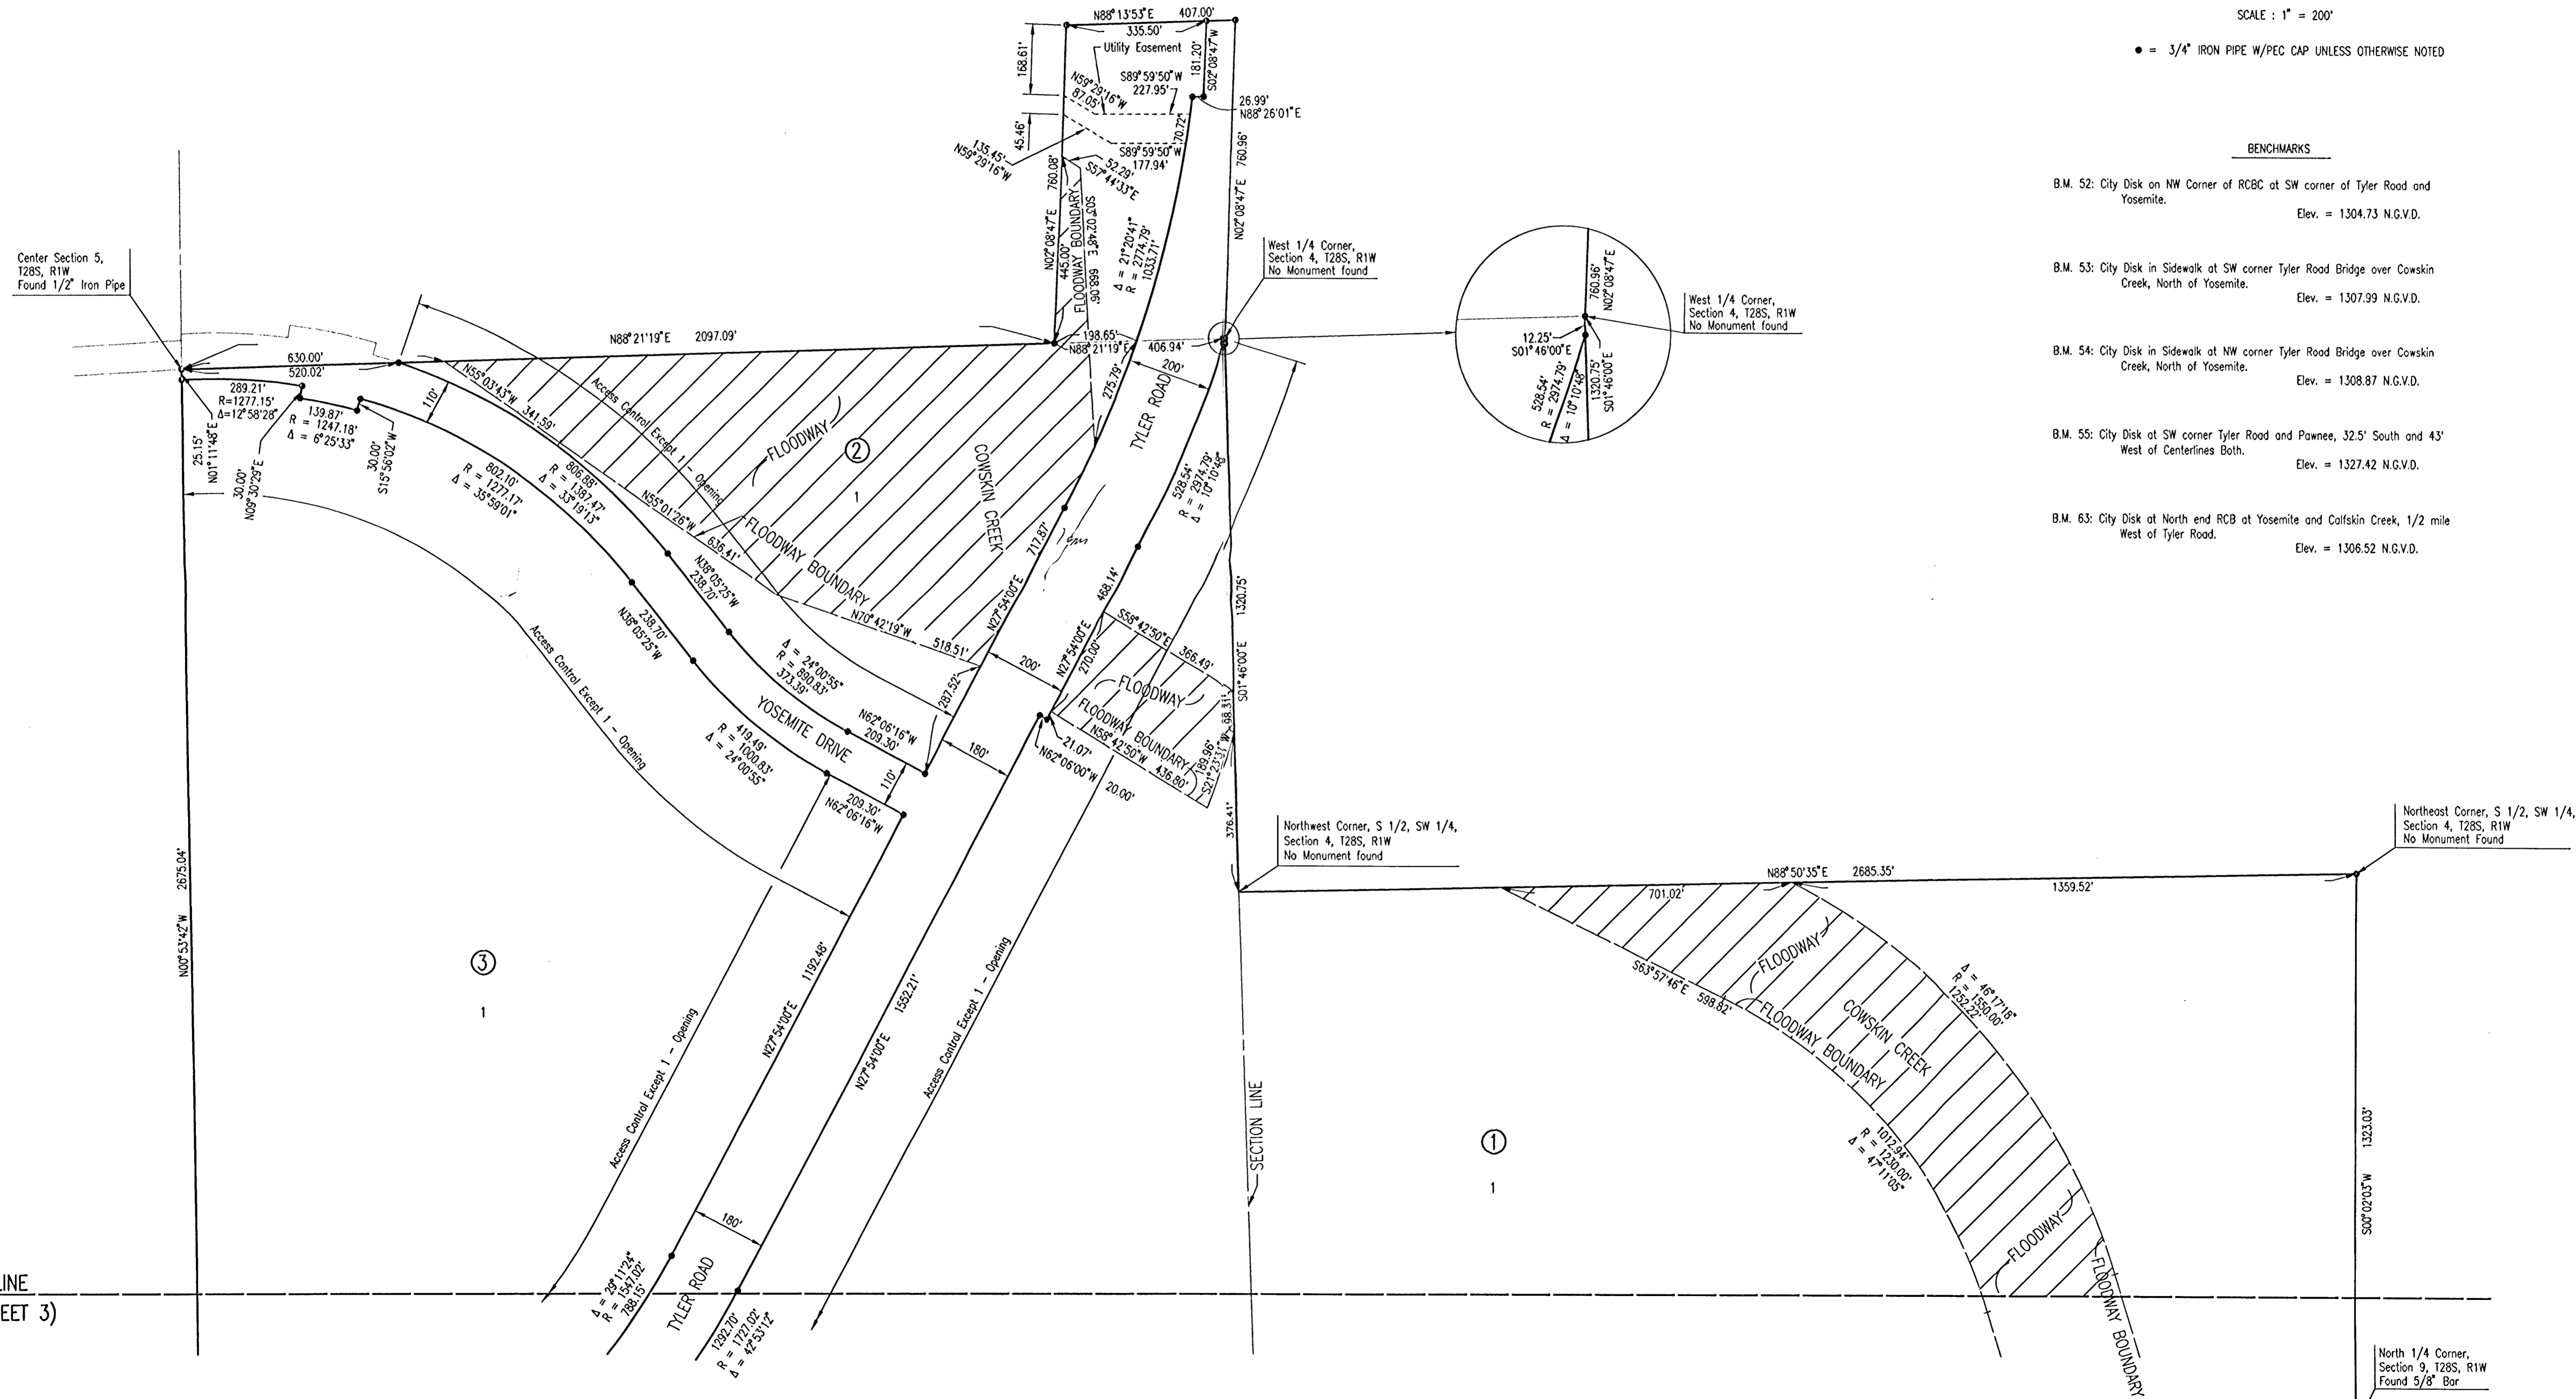 SCALE : 1" = 200'
● = 3/4" IRON PIPE W/PEC CAP UNLESS OTHERWISE NOTED
BENCHMARKS
B.M. 52: City Disk on NW Corner of RCBC at SW corner of Tyler Road and
Yosemite.
Elev. = 1304.73 N.G.V.D.
B.M. 53: City Disk in Sidewalk at SW corner Tyler Road Bridge over Cowskin
Creek, North of Yosemite.
Elev. = 1307.99 N.G.V.D.
B.M. 54: City Disk in Sidewalk at NW corner Tyler Road Bridge over Cowskin
Creek, North of Yosemite.
Elev. = 1308.87 N.G.V.D.
B.M. 55: City Disk at SW corner Tyler Road and Pawnee, 32.5' South and 43'
West of Centerlines Both.
Elev. = 1327.42 N.G.V.D.
B.M. 63: City Disk at North end RCB at Yosemite and Calfskin Creek, 1/2 mile
West of Tyler Road.
Elev. = 1306.52 N.G.V.D.
N88°13'53"E 407.00'
335.50'
Utility Easement
168.61'
181.20'
S02°08'47"W
S89°59'50"W
227.95'
N59°29'16"W
87.05'
26.99'
N88°26'01"E
45.46'
70.72'
S89°59'50"W
177.94'
135.45'
N59°29'16"W
52.29'
S57°44'33"E
N02°08'47"E 760.08'
445.00'
FLOODWAY BOUNDARY
S03°02'48"E 668.06'
Δ = 21°20'41"
R = 2774.79'
1033.71'
N02°08'47"E 760.96'
West 1/4 Corner,
Section 4, T28S, R1W
No Monument found
760.96'
N02°08'47"E
West 1/4 Corner,
Section 4, T28S, R1W
No Monument found
12.25'
S01°46'00"E
528.54'
R = 2974.79'
Δ = 10°10'48"
1320.75'
S01°46'00"E
Center Section 5,
T28S, R1W
Found 1/2" Iron Pipe
N88°21'19"E 2097.09'
198.65'
N88°21'19"E
406.94'
630.00'
520.02'
289.21'
R=1277.15'
Δ=12°58'28"
139.87'
R = 1247.18'
Δ = 6°25'33"
25.15'
N01°11'48"E
30.00'
N09°30'29"E
30.00'
S15°56'02"W
110'
N55°03'43"W 341.59'
Access Control Except 1 - Opening
FLOODWAY
2
1
COWSKIN CREEK
275.79'
200'
TYLER ROAD
802.10'
R = 1277.17'
Δ = 35°59'01"
806.88'
R = 1387.47'
Δ = 33°19'13"
N55°01'26"W
636.41'
FLOODWAY BOUNDARY
528.54'
R = 2974.79'
Δ = 10°10'48"
717.87'
N27°54'00"E
N38°05'25"W
238.70'
238.70'
N38°05'25"W
N70°42'19"W 518.51'
468.14'
1320.75'
S01°46'00"E
S58°42'50"E 366.49'
N27°54'00"E
270.00'
200'
FLOODWAY
FLOODWAY BOUNDARY
N58°42'50"W 436.80'
98.31'
189.96'
S21°23'31"W
Access Control Except 1 - Opening
Δ = 24°00'55"
R = 890.83'
373.39'
287.52'
YOSEMITE DRIVE
N62°06'16"W
209.30'
21.07'
N62°06'00"W 20.00'
419.49'
R = 1000.83'
Δ = 24°00'55"
180'
110'
209.30'
N62°06'16"W
376.41'
Northwest Corner, S 1/2, SW 1/4,
Section 4, T28S, R1W
No Monument found
Northeast Corner, S 1/2, SW 1/4,
Section 4, T28S, R1W
No Monument Found
N88°50'35"E 2685.35'
701.02'
1359.52'
N00°53'42"W 2675.04'
3
1
N27°54'00"E 1192.48'
N27°54'00"E 1552.21'
Access Control Except 1 - Opening
Access Control Except 1 - Opening
FLOODWAY
S63°57'46"E 598.82'
FLOODWAY BOUNDARY
COWSKIN CREEK
Δ = 46°17'18"
R = 1550.00'
1252.22'
1012.94'
R = 1230.00'
Δ = 47°11'05"
SECTION LINE
1
1
S00°02'03"W 1323.03'
180'
TYLER ROAD
Δ = 29°11'24"
R = 1547.02'
788.15'
1292.70'
R = 1727.02'
Δ = 42°53'12"
FLOODWAY
FLOODWAY BOUNDARY
INE
EET 3)
North 1/4 Corner,
Section 9, T28S, R1W
Found 5/8" Bar